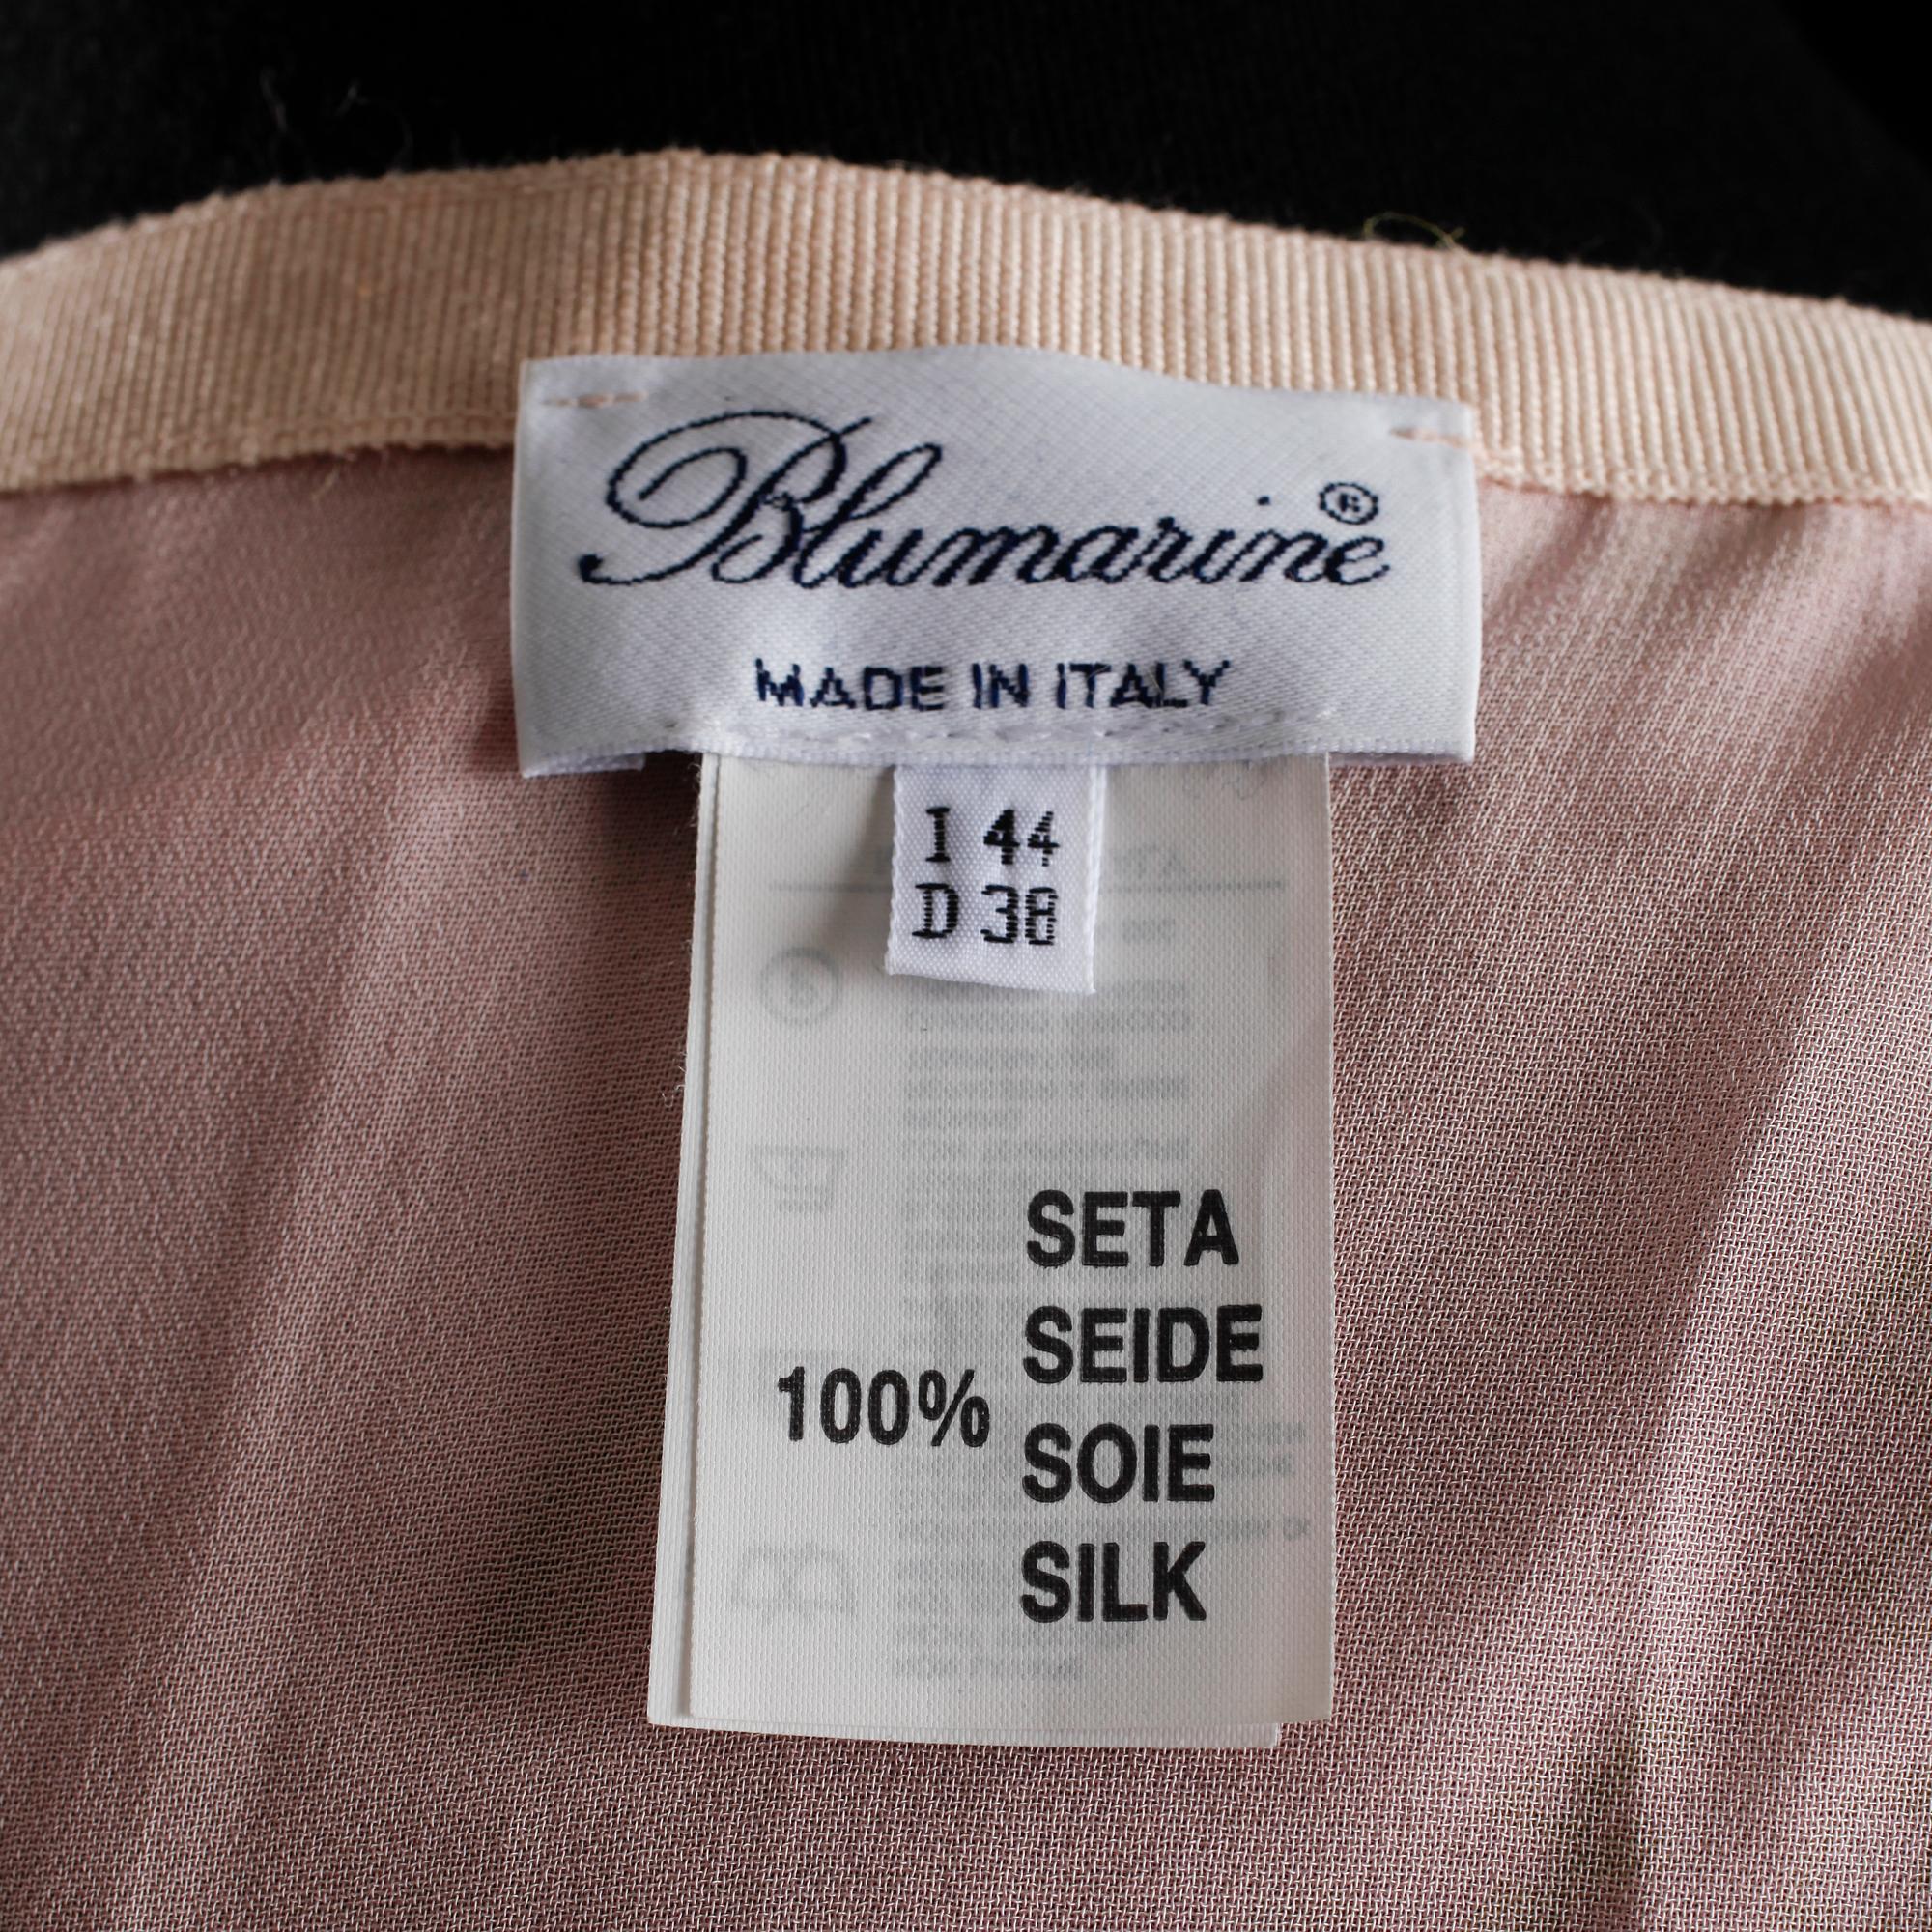 Blumarine®
MADE IN ITALY
I 44
D 38
100%
SETA
SEIDE
SOIE
SILK